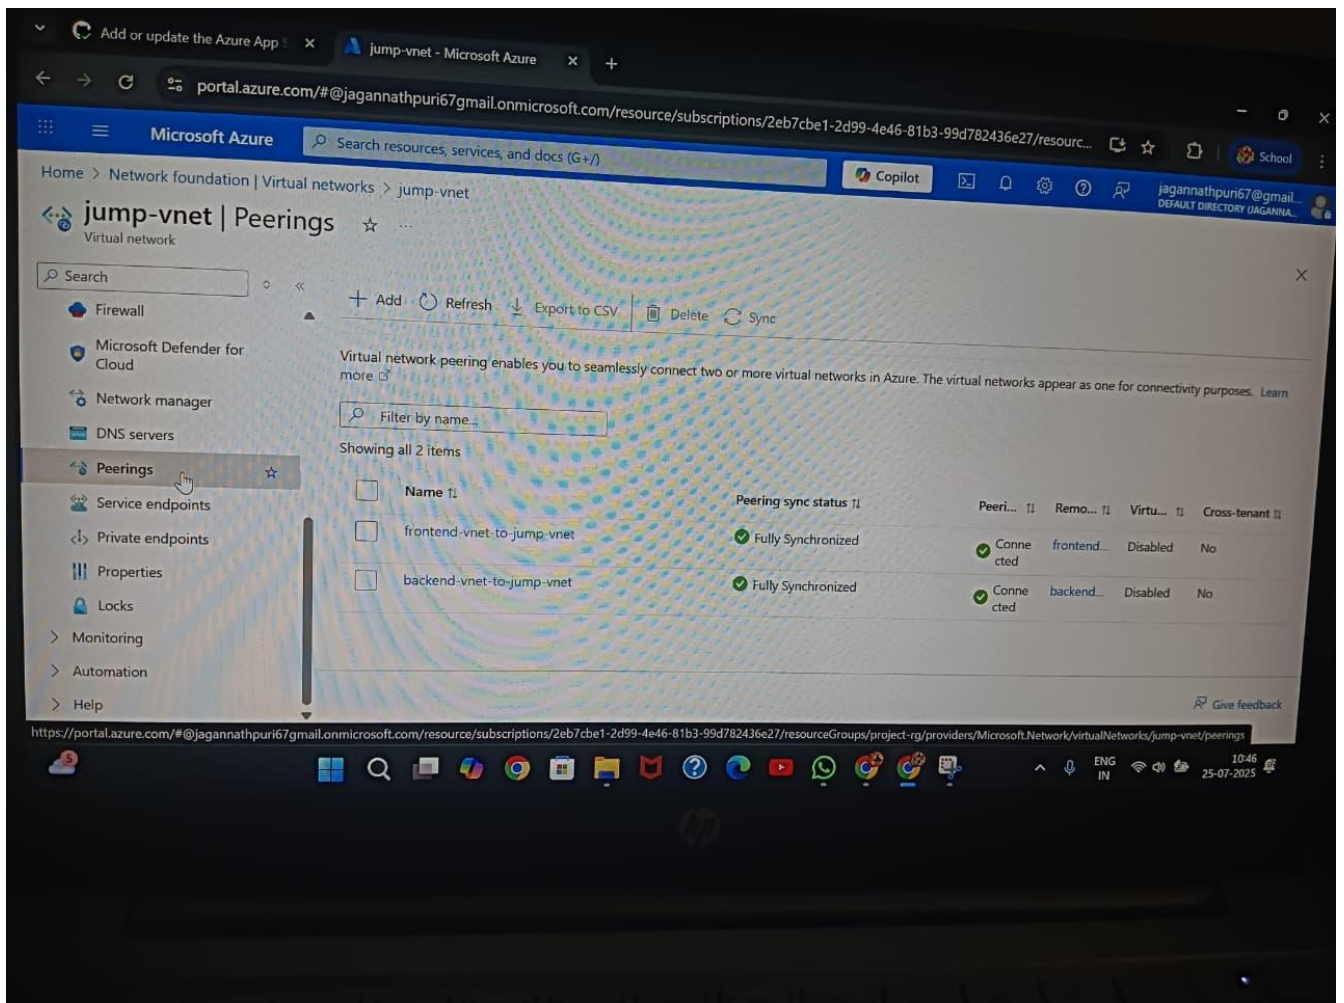 Add or update the Azure App S
jump-vnet - Microsoft Azure
portal.azure.com/#@jagannathpuri67gmail.onmicrosoft.com/resource/subscriptions/2eb7cbe1-2d99-4e46-81b3-99d782436e27/resourc...
School
Microsoft Azure
Search resources, services, and docs (G+/)
Copilot
jagannathpuri67@gmail...
DEFAULT DIRECTORY (JAGANNA...
Home > Network foundation | Virtual networks > jump-vnet
jump-vnet | Peerings
Virtual network
Search
Firewall
Microsoft Defender for
Cloud
Network manager
DNS servers
Peerings
Service endpoints
Private endpoints
Properties
Locks
Monitoring
Automation
Help
Add Refresh Export to CSV Delete Sync
Virtual network peering enables you to seamlessly connect two or more virtual networks in Azure. The virtual networks appear as one for connectivity purposes. Learn
more
Filter by name...
Showing all 2 items
Name Peering sync status Peeri... Remo... Virtu... Cross-tenant
frontend-vnet-to-jump-vnet Fully Synchronized Conne frontend... Disabled No
cted
backend-vnet-to-jump-vnet Fully Synchronized Conne backend... Disabled No
cted
Give feedback
https://portal.azure.com/#@jagannathpuri67gmail.onmicrosoft.com/resource/subscriptions/2eb7cbe1-2d99-4e46-81b3-99d782436e27/resourceGroups/project-rg/providers/Microsoft.Network/virtualNetworks/jump-vnet/peerings
5
ENG
IN
10:46
25-07-2025
hp